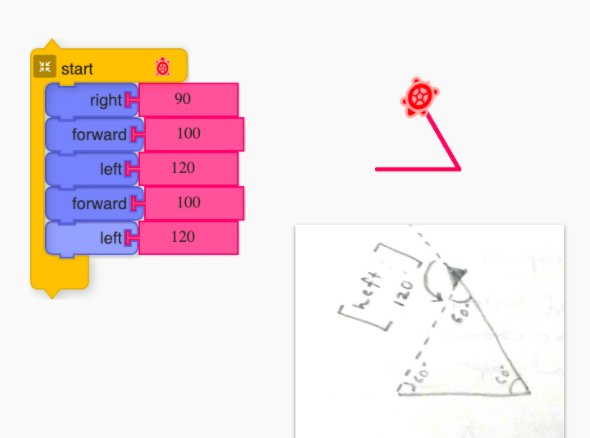 start
right 90
forward 100
left 120
forward 100
left 120
[left]
120
60°
60°
60°